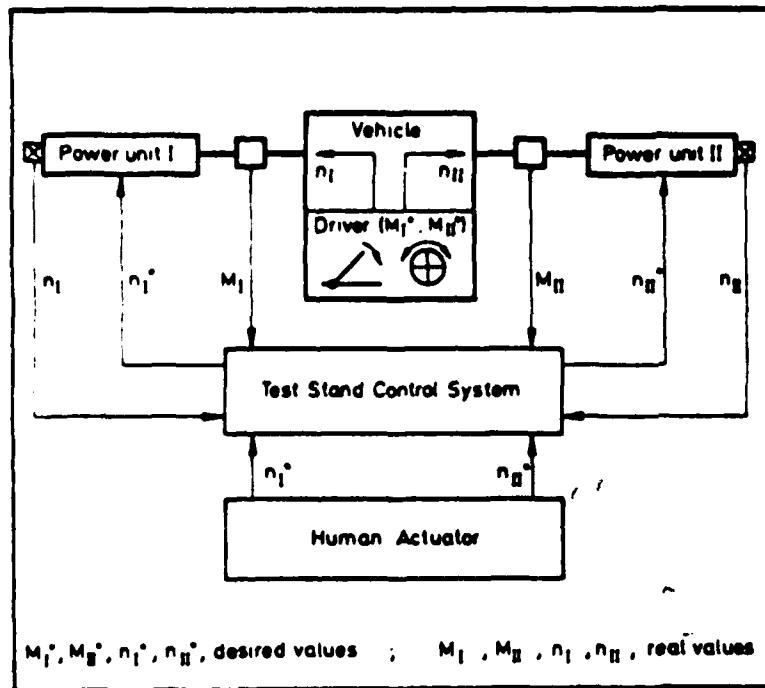 Vehicle
Power unit I
Power unit II
n_I
n_II
Driver (M_I°, M_II°)
n_I
n_I°
M_I
M_II
n_II°
n_II
Test Stand Control System
n_I°
n_II°
Human Actuator
M_I°, M_II°, n_I°, n_II°, desired values ; M_I , M_II , n_I , n_II , real values